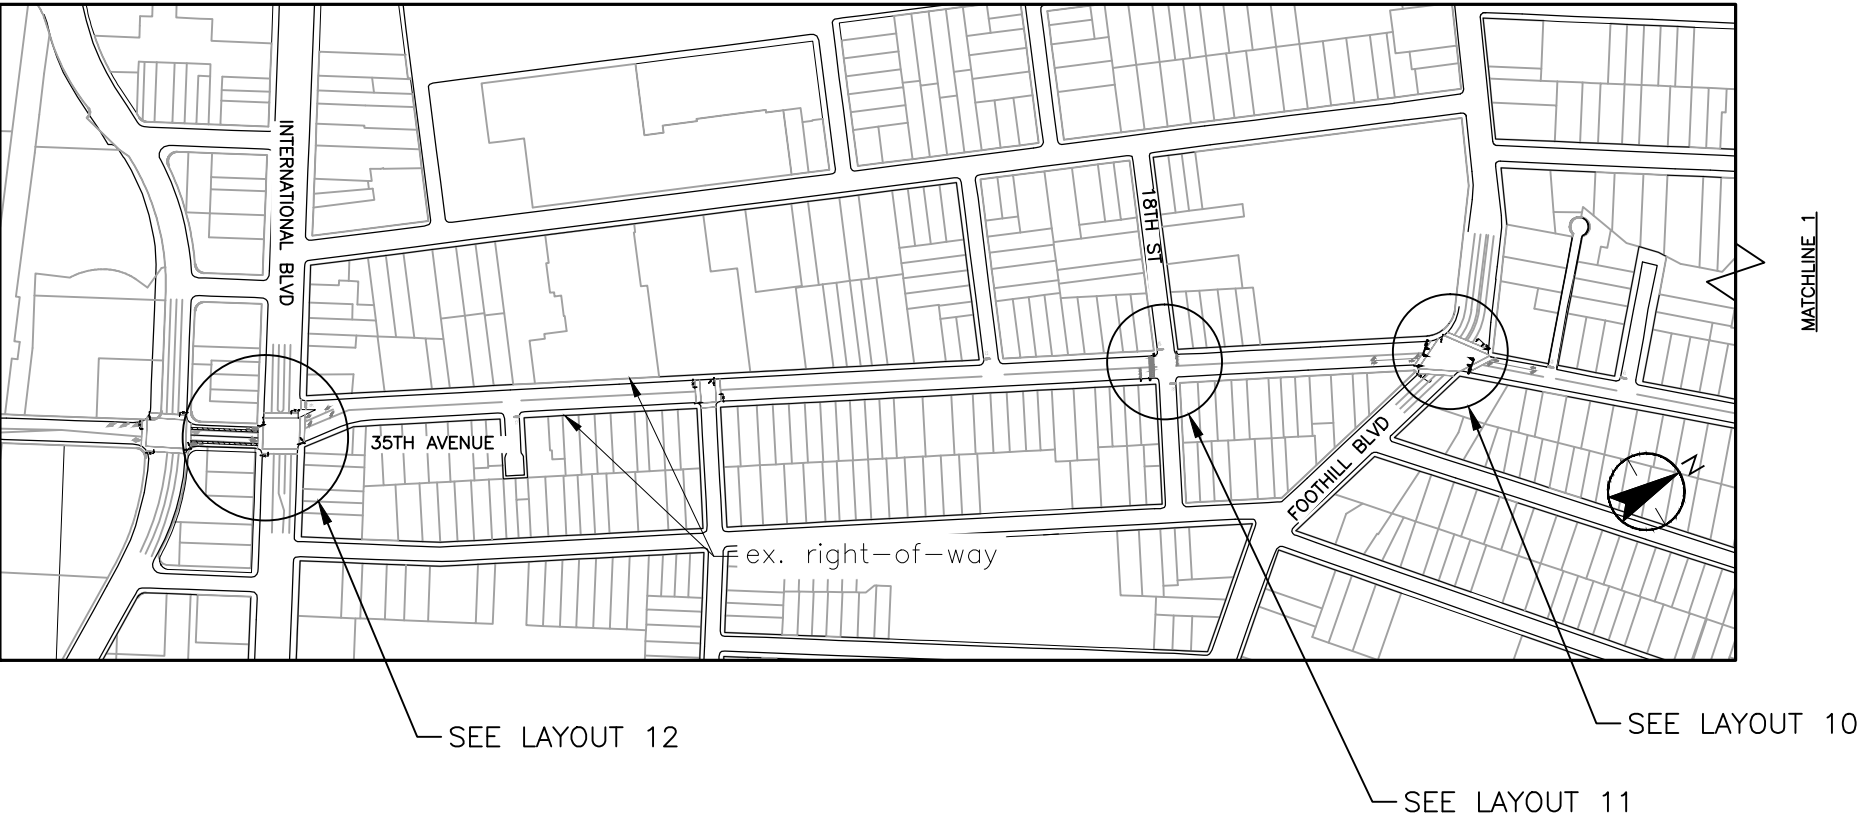 INTERNATIONAL BLVD
18TH ST
MATCHLINE 1
35TH AVENUE
FOOTHILL BLVD
N
ex. right-of-way
SEE LAYOUT 12
SEE LAYOUT 10
SEE LAYOUT 11